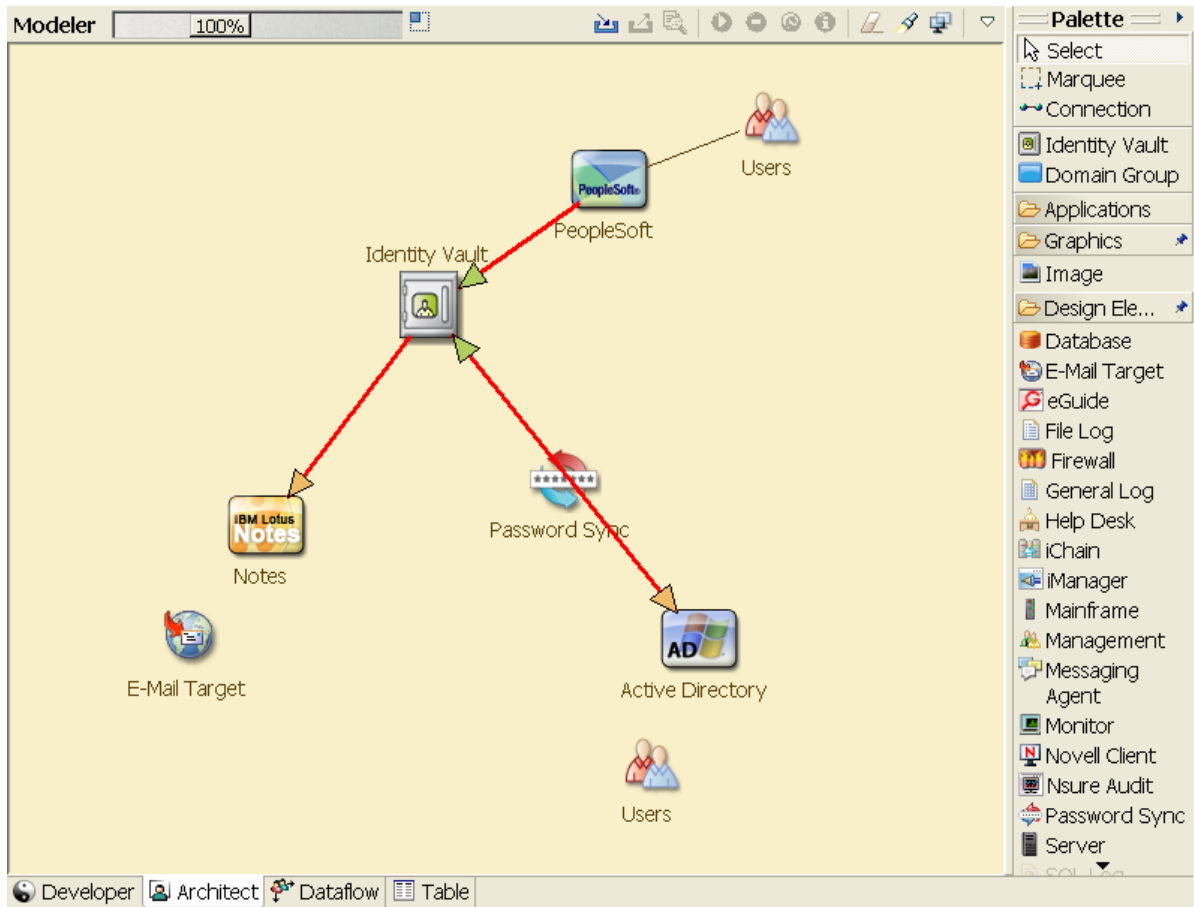 Modeler 100%
Palette
Select
Marquee
Connection
Identity Vault
Domain Group
Applications
Graphics
Image
Design Ele...
Database
E-Mail Target
eGuide
File Log
Firewall
General Log
Help Desk
iChain
iManager
Mainframe
Management
Messaging
Agent
Monitor
Novell Client
Nsure Audit
Password Sync
Server
SQL Log
Users
PeopleSoft®
PeopleSoft
Identity Vault
*******
Password Sync
IBM Lotus
Notes
Notes
E-Mail Target
AD
Active Directory
Users
Developer Architect Dataflow Table